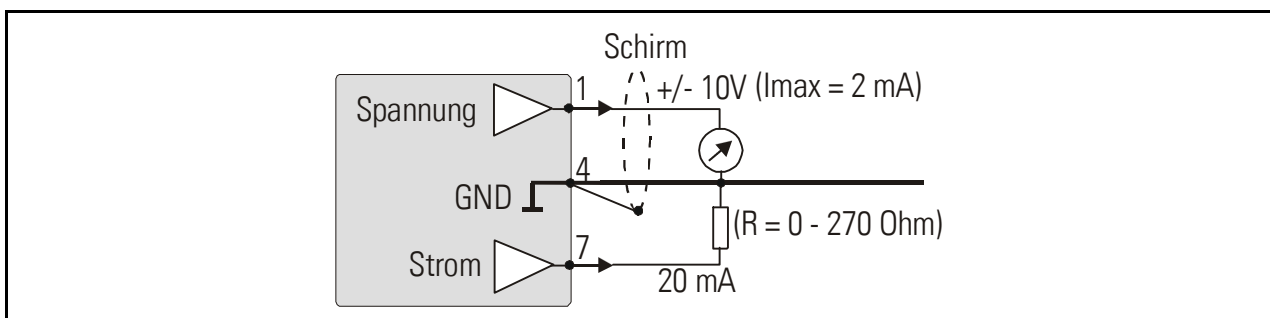 Schirm
1
+/- 10V (Imax = 2 mA)
Spannung
4
GND
(R = 0 - 270 Ohm)
7
Strom
20 mA